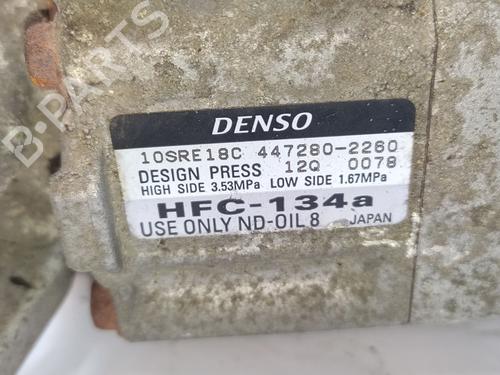 B-PARTS
DENSO
10SRE18C 447280-2260
DESIGN PRESS 12Q 0078
HIGH SIDE 3.53MPa LOW SIDE 1.67MPa
HFC-134a
USE ONLY ND-OIL 8 JAPAN